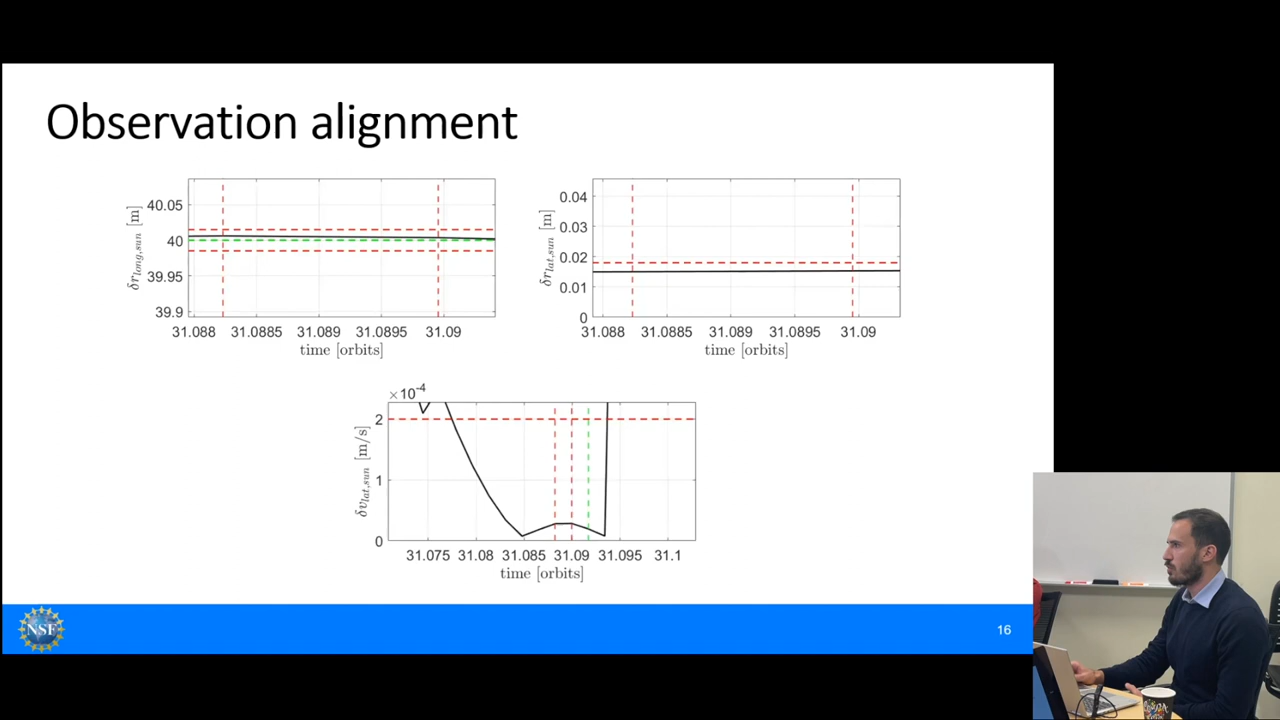 Observation alignment
δr_long,sun [m]
40.05
40
39.95
39.9
31.088 31.0885 31.089 31.0895 31.09
time [orbits]
δr_lat,sun [m]
0.04
0.03
0.02
0.01
0
31.088 31.0885 31.089 31.0895 31.09
time [orbits]
×10^-4
δv_lat,sun [m/s]
2
1
0
31.075 31.08 31.085 31.09 31.095 31.1
time [orbits]
NSF
16